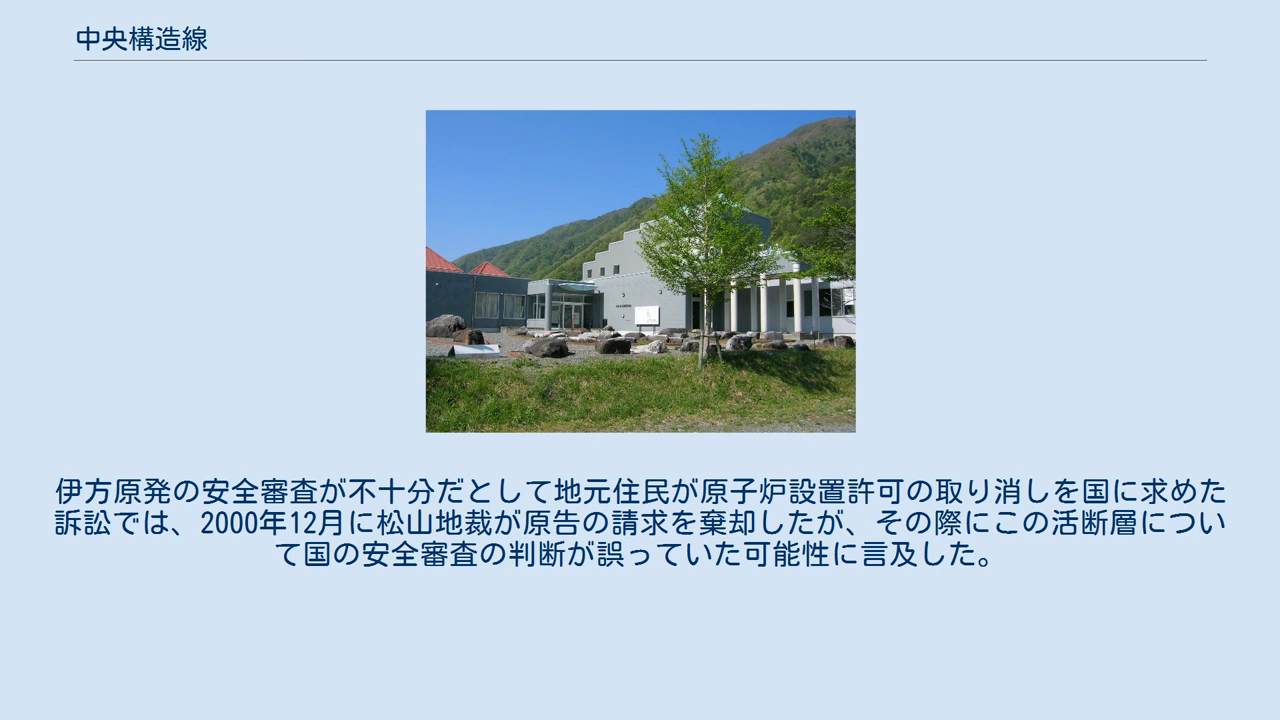 中央構造線
伊方原発の安全審査が不十分だとして地元住民が原子炉設置許可の取り消しを国に求めた
訴訟では、2000年12月に松山地裁が原告の請求を棄却したが、その際にこの活断層につい
て国の安全審査の判断が誤っていた可能性に言及した。